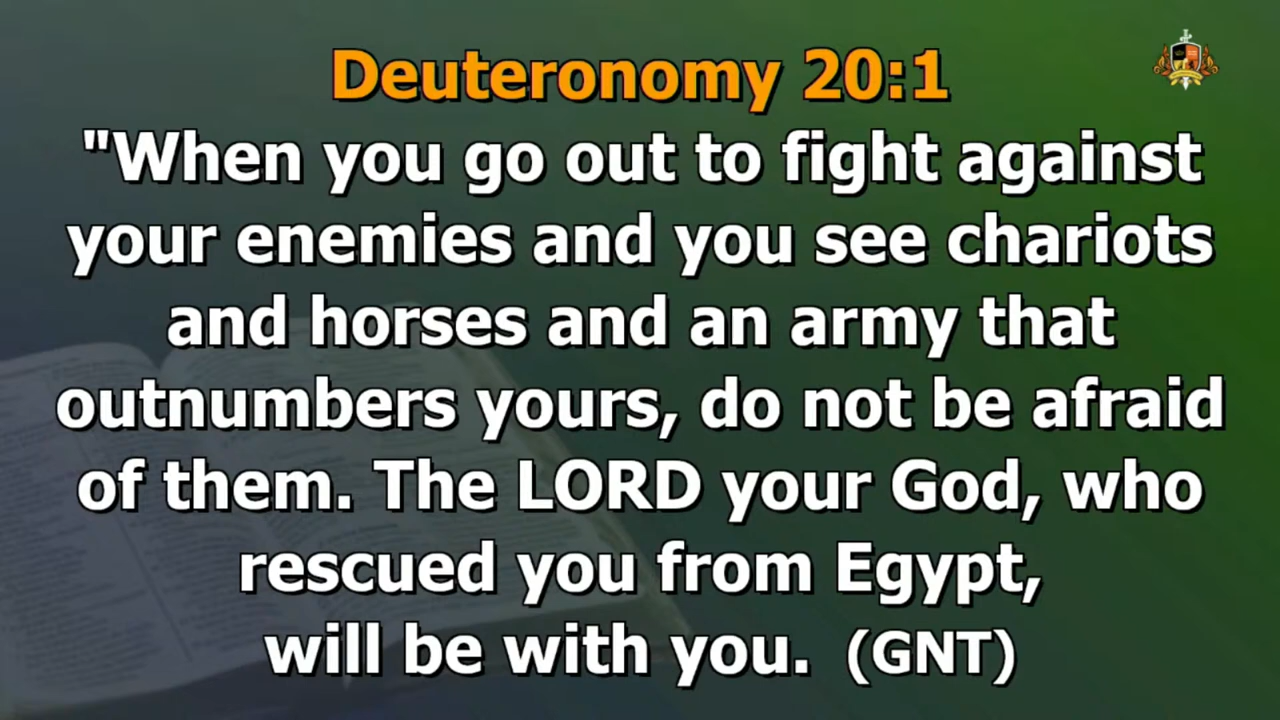 Deuteronomy 20:1
"When you go out to fight against
your enemies and you see chariots
and horses and an army that
outnumbers yours, do not be afraid
of them. The LORD your God, who
rescued you from Egypt,
will be with you. (GNT)